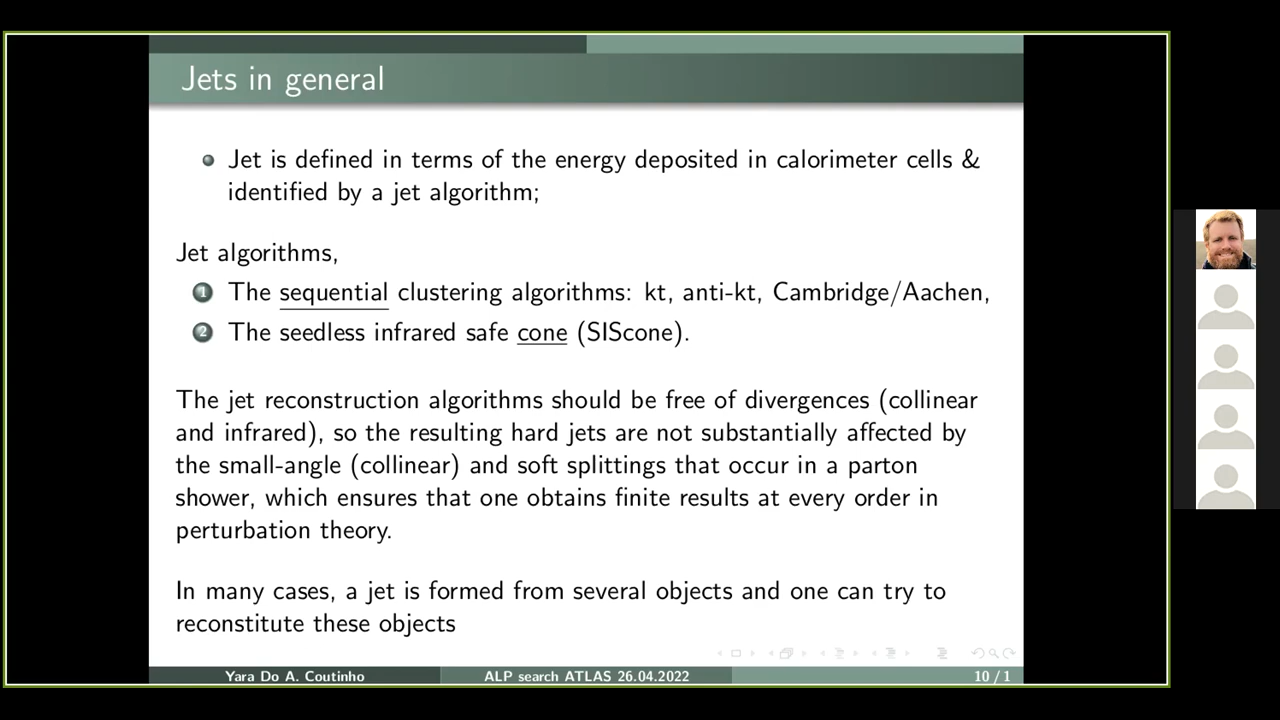 Jets in general
Jet is defined in terms of the energy deposited in calorimeter cells &
identified by a jet algorithm;
Jet algorithms,
1 The sequential clustering algorithms: kt, anti-kt, Cambridge/Aachen,
2 The seedless infrared safe cone (SIScone).
The jet reconstruction algorithms should be free of divergences (collinear
and infrared), so the resulting hard jets are not substantially affected by
the small-angle (collinear) and soft splittings that occur in a parton
shower, which ensures that one obtains finite results at every order in
perturbation theory.
In many cases, a jet is formed from several objects and one can try to
reconstitute these objects
Yara Do A. Coutinho ALP search ATLAS 26.04.2022 10 / 1